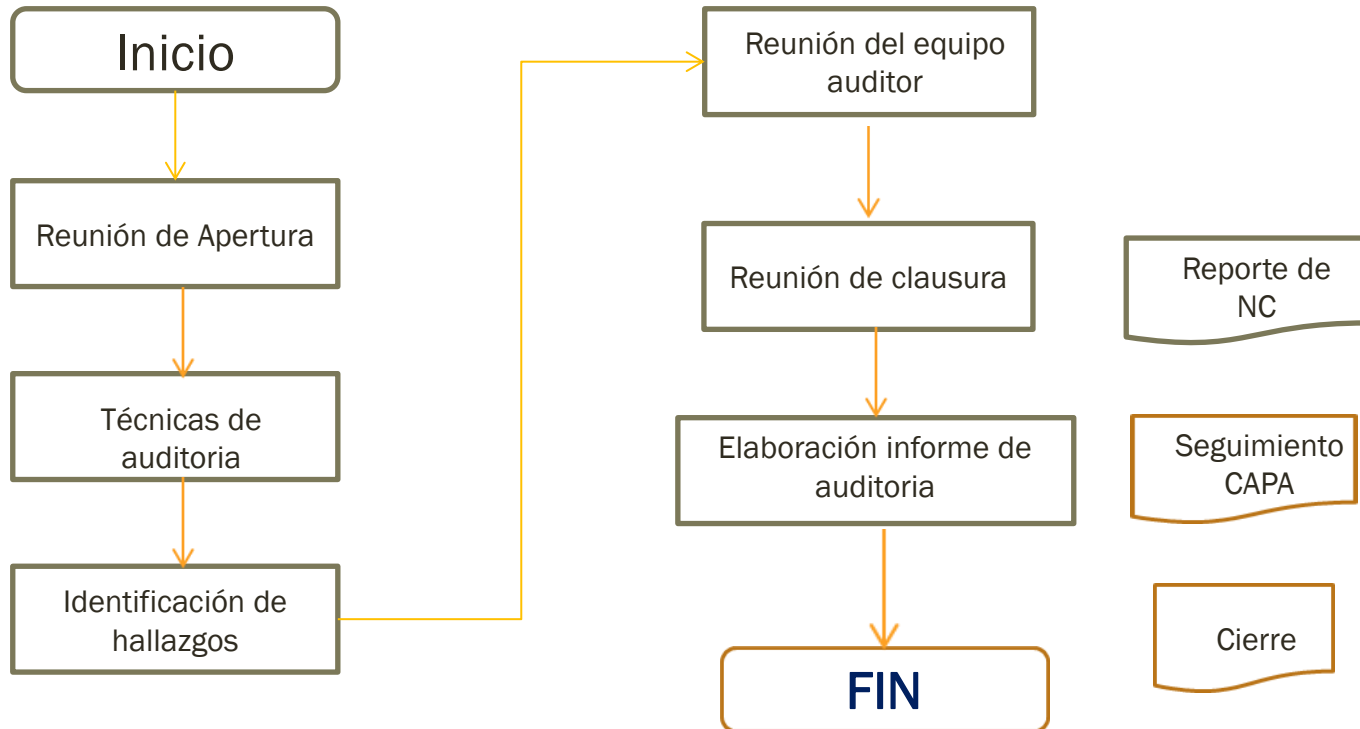 Inicio
Reunión de Apertura
Técnicas de
auditoria
Identificación de
hallazgos
Reunión del equipo
auditor
Reunión de clausura
Elaboración informe de
auditoria
FIN
Reporte de
NC
Seguimiento
CAPA
Cierre